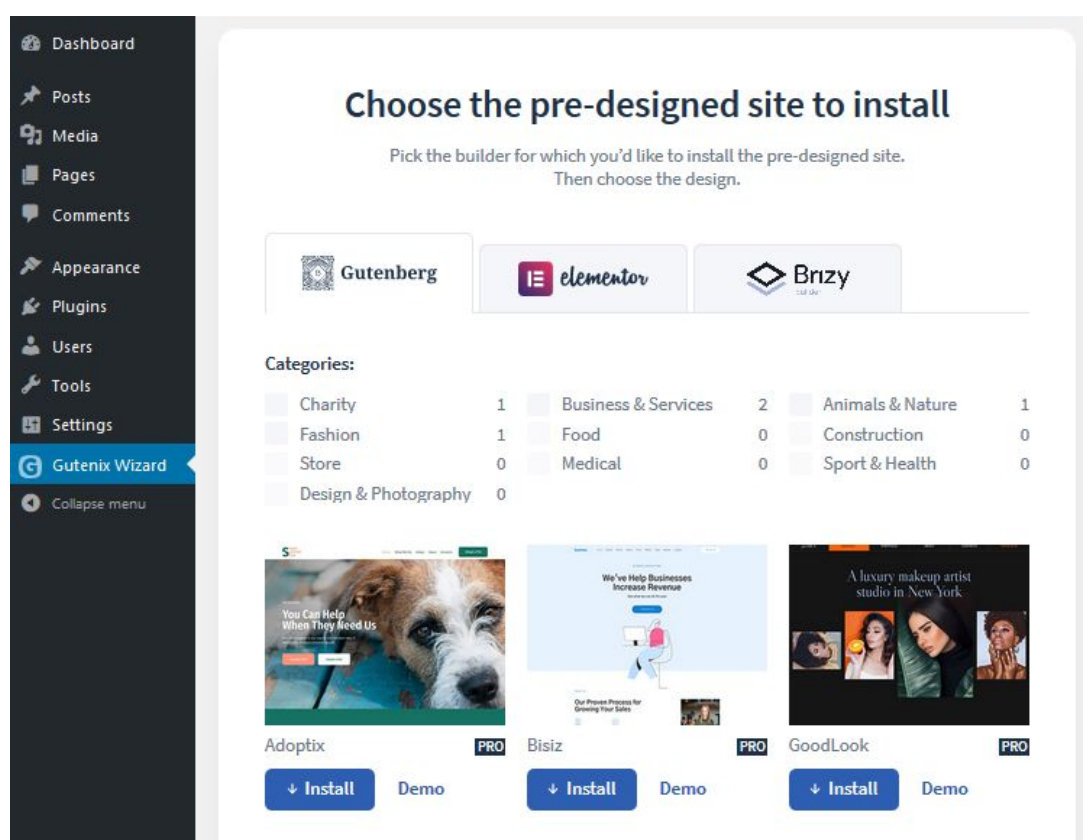 Dashboard
Posts
Media
Pages
Comments
Appearance
Plugins
Users
Tools
Settings
Gutenix Wizard
Collapse menu
Choose the pre-designed site to install
Pick the builder for which you’d like to install the pre-designed site.
Then choose the design.
Gutenberg
elementor
Brizy
Categories:
Charity 1 Business & Services 2 Animals & Nature 1
Fashion 1 Food 0 Construction 0
Store 0 Medical 0 Sport & Health 0
Design & Photography 0
You Can Help
When They Need Us
We've Help Businesses
Increase Revenue
Our Proven Process for
Growing Your Sales
A luxury makeup artist
studio in New York
Adoptix PRO Bisiz PRO GoodLook PRO
Install Demo Install Demo Install Demo